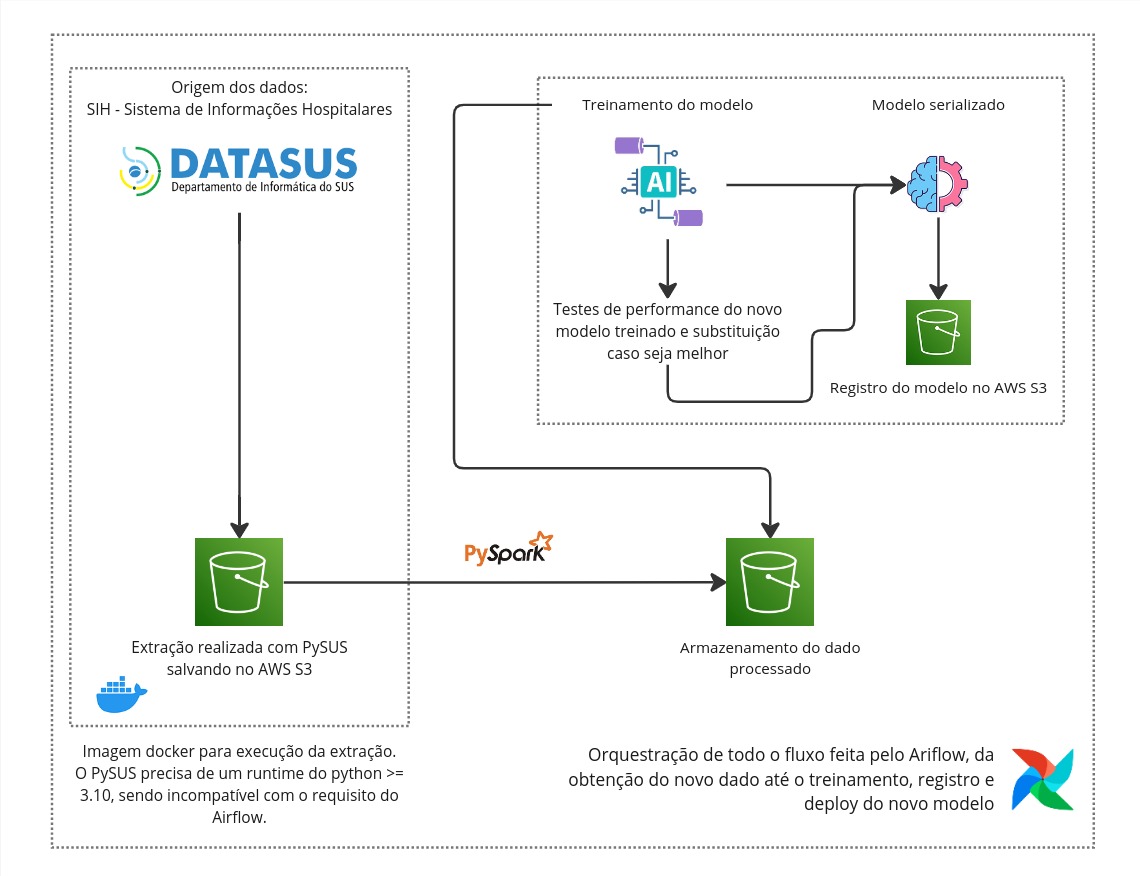 Origem dos dados:
SIH - Sistema de Informações Hospitalares
DATASUS
Departamento de Informática do SUS
Extração realizada com PySUS
salvando no AWS S3
Imagem docker para execução da extração.
O PySUS precisa de um runtime do python >=
3.10, sendo incompatível com o requisito do
Airflow.
PySpark
Treinamento do modelo
AI
Testes de performance do novo
modelo treinado e substituição
caso seja melhor
Modelo serializado
Registro do modelo no AWS S3
Armazenamento do dado
processado
Orquestração de todo o fluxo feita pelo Ariflow, da
obtenção do novo dado até o treinamento, registro e
deploy do novo modelo